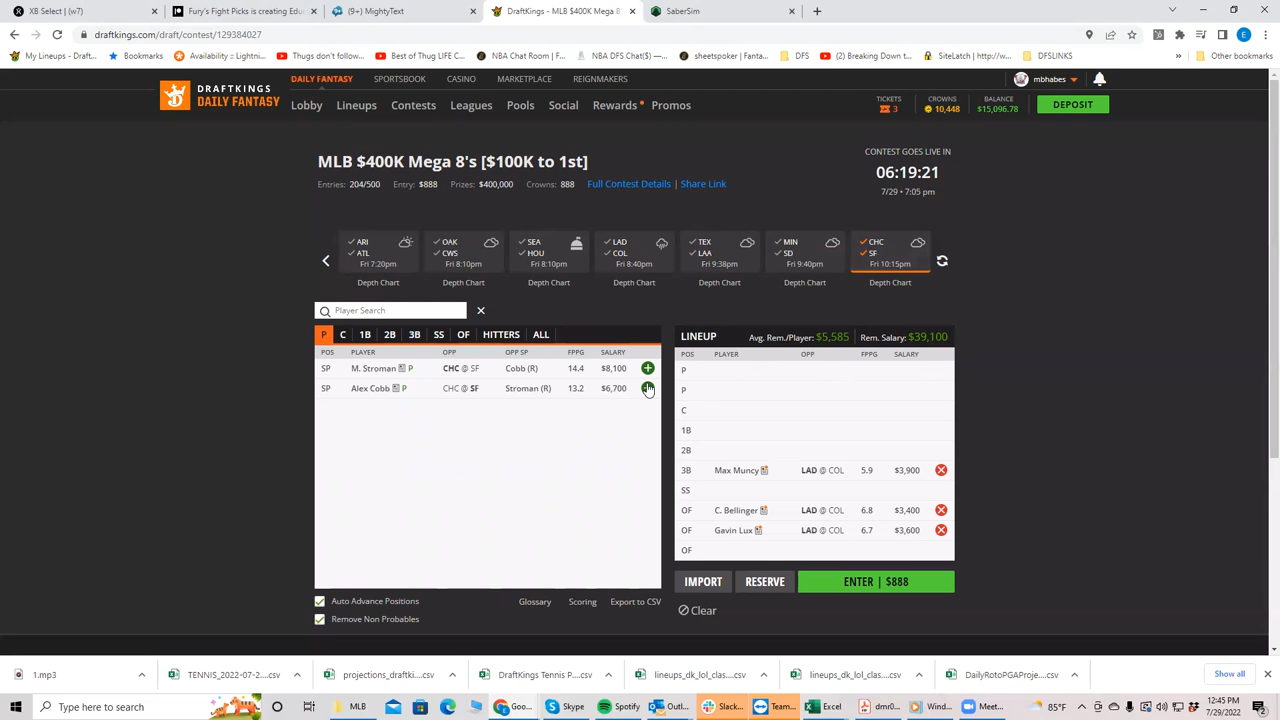 XB Select (w7)
Fury's Fight Picks is creating Educ
(9+) MightyText
DraftKings - MLB $400K Mega 8's
SaberSim
draftkings.com/draft/contest/129384027
My Lineups - Draft...
Bookmarks
Availability :: Lightni...
Thugs don't follow...
Best of Thug LIFE C...
NBA Chat Room | F...
NBA DFS Chat($) —...
sheetspoker | Fanta...
DFS
(2) Breaking Down t...
SiteLatch | http://w...
DFSLINKS
»
Other bookmarks
DAILY FANTASY
SPORTSBOOK
CASINO
MARKETPLACE
REIGNMAKERS
mbhabes
DRAFTKINGS
DAILY FANTASY
Lobby
Lineups
Contests
Leagues
Pools
Social
Rewards
Promos
TICKETS
3
CROWNS
10,448
BALANCE
$15,096.78
DEPOSIT
MLB $400K Mega 8's [$100K to 1st]
Entries: 204/500 Entry: $888 Prizes: $400,000 Crowns: 888 Full Contest Details | Share Link
CONTEST GOES LIVE IN
06:19:21
7/29 • 7:05 pm
ARI
ATL
Fri 7:20pm
Depth Chart
OAK
CWS
Fri 8:10pm
Depth Chart
SEA
HOU
Fri 8:10pm
Depth Chart
LAD
COL
Fri 8:40pm
Depth Chart
TEX
LAA
Fri 9:38pm
Depth Chart
MIN
SD
Fri 9:40pm
Depth Chart
CHC
SF
Fri 10:15pm
Depth Chart
Player Search
P C 1B 2B 3B SS OF HITTERS ALL
POS PLAYER OPP OPP SP FPPG SALARY
SP M. Stroman P CHC @ SF Cobb (R) 14.4 $8,100
SP Alex Cobb P CHC @ SF Stroman (R) 13.2 $6,700
Auto Advance Positions
Remove Non Probables
Glossary
Scoring
Export to CSV
LINEUP Avg. Rem./Player: $5,585 Rem. Salary: $39,100
POS PLAYER OPP FPPG SALARY
P
P
C
1B
2B
3B Max Muncy LAD @ COL 5.9 $3,900
SS
OF C. Bellinger LAD @ COL 6.8 $3,400
OF Gavin Lux LAD @ COL 6.7 $3,600
OF
IMPORT
RESERVE
ENTER | $888
Clear
1.mp3
TENNIS_2022-07-2....csv
projections_draftki....csv
DraftKings Tennis P....csv
lineups_dk_lol_clas....csv
lineups_dk_lol_clas....csv
DailyRotoPGAProje....csv
Show all
Type here to search
MLB
Goo...
Skype
Spotify
Outl...
Slack...
Team...
Excel
dmr0...
Wind...
Meet...
85°F
12:45 PM
7/29/2022